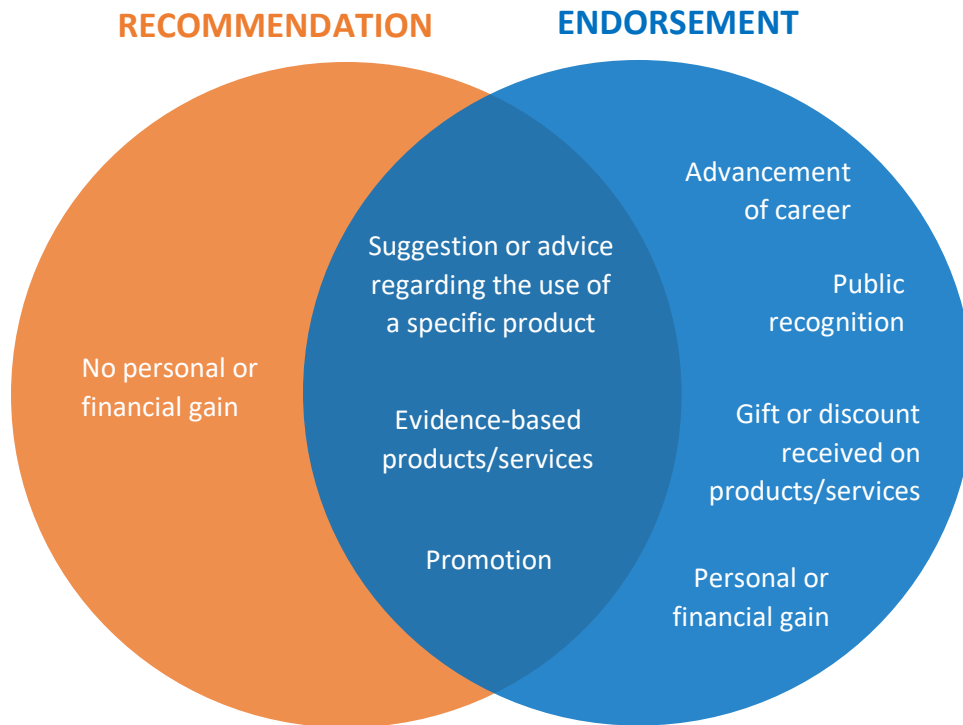 RECOMMENDATION
ENDORSEMENT
No personal or
financial gain
Suggestion or advice
regarding the use of
a specific product
Evidence-based
products/services
Promotion
Advancement
of career
Public
recognition
Gift or discount
received on
products/services
Personal or
financial gain